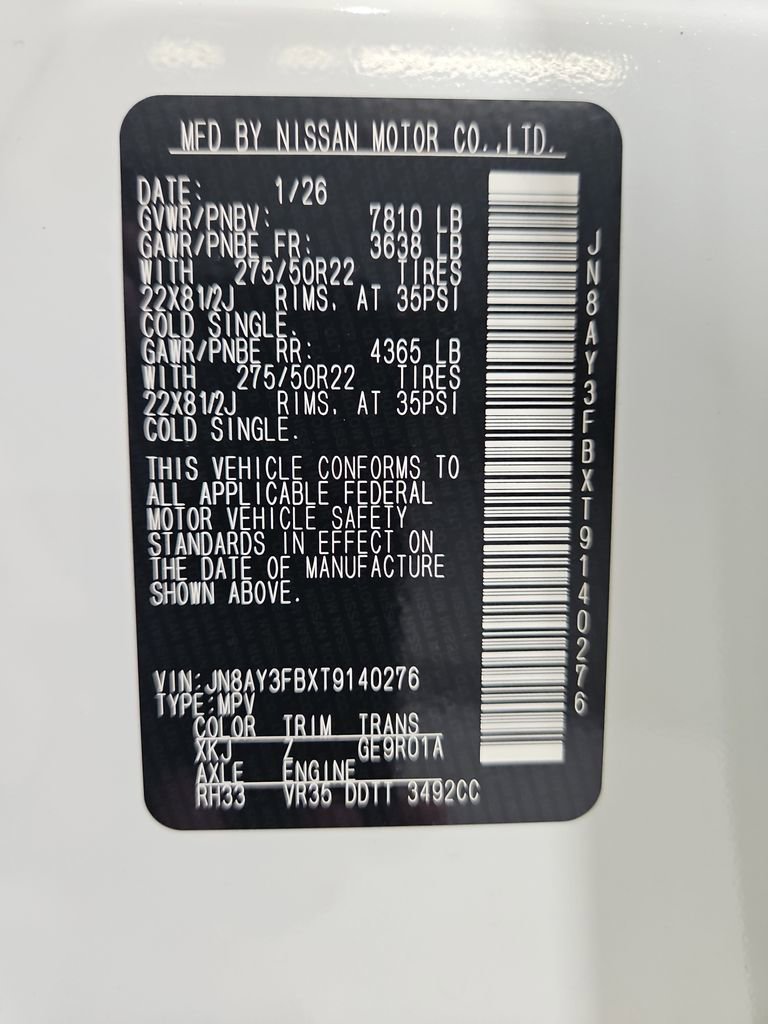 MFD BY NISSAN MOTOR CO.,LTD.
DATE: 1/26
GVWR/PNBV: 7810 LB
GAWR/PNBE FR: 3638 LB
WITH 275/50R22 TIRES
22X81/2J RIMS, AT 35PSI
COLD SINGLE.
GAWR/PNBE RR: 4365 LB
WITH 275/50R22 TIRES
22X81/2J RIMS, AT 35PSI
COLD SINGLE.
THIS VEHICLE CONFORMS TO
ALL APPLICABLE FEDERAL
MOTOR VEHICLE SAFETY
STANDARDS IN EFFECT ON
THE DATE OF MANUFACTURE
SHOWN ABOVE.
VIN:JN8AY3FBXT9140276
TYPE:MPV
COLOR TRIM TRANS
XKJ Z GE9R01A
AXLE ENGINE
RH33 VR35 DDTT 3492CC
JN8AY3FBXT9140276